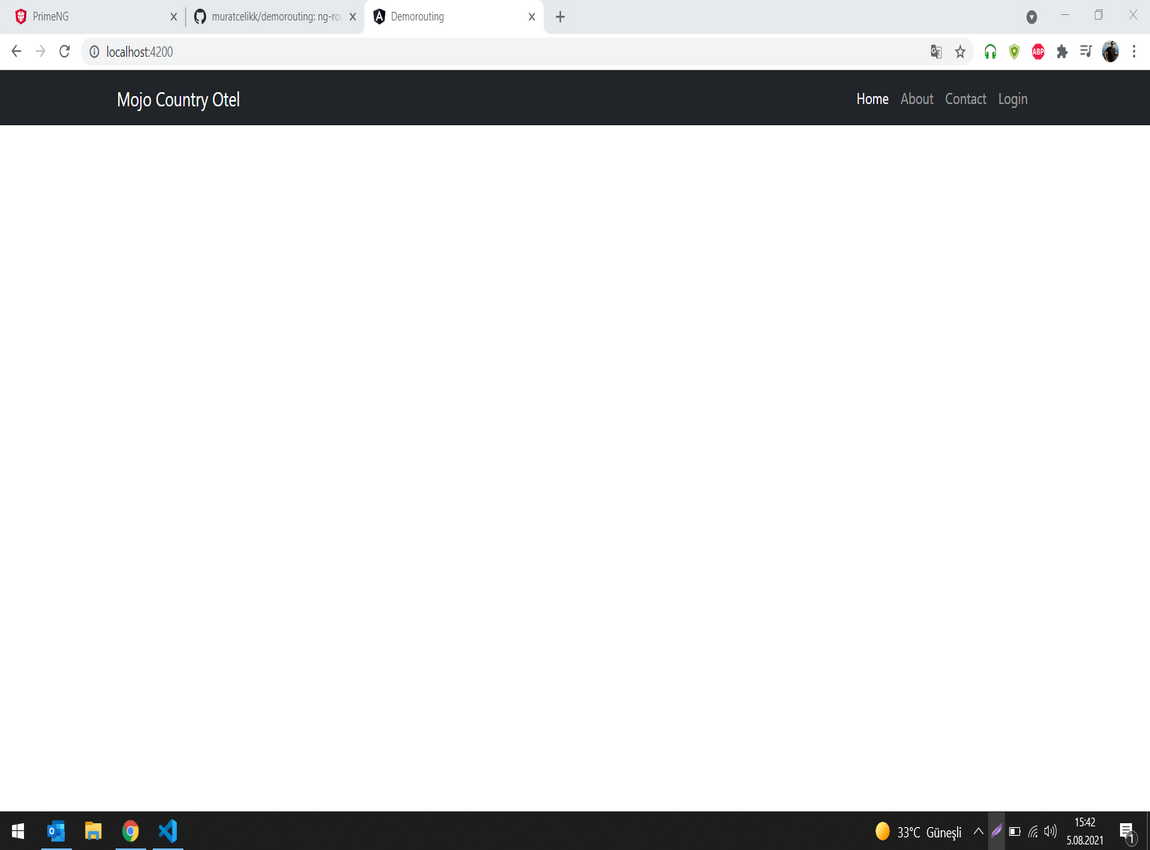 PrimeNG
muratcelikk/demorouting: ng-rou
Demorouting
localhost:4200
ABP
Mojo Country Otel
Home About Contact Login
33°C Güneşli
15:42
5.08.2021
1